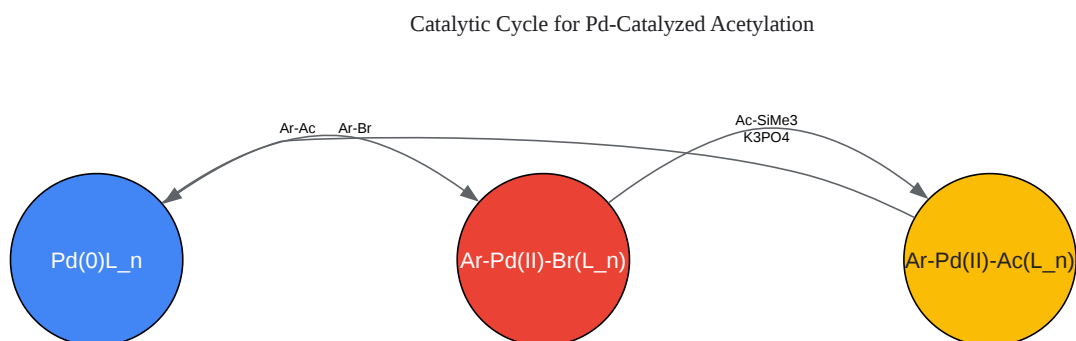 Catalytic Cycle for Pd-Catalyzed Acetylation
Ar-Ac
Ar-Br
Ac-SiMe3
K3PO4
Pd(0)L_n
Ar-Pd(II)-Br(L_n)
Ar-Pd(II)-Ac(L_n)